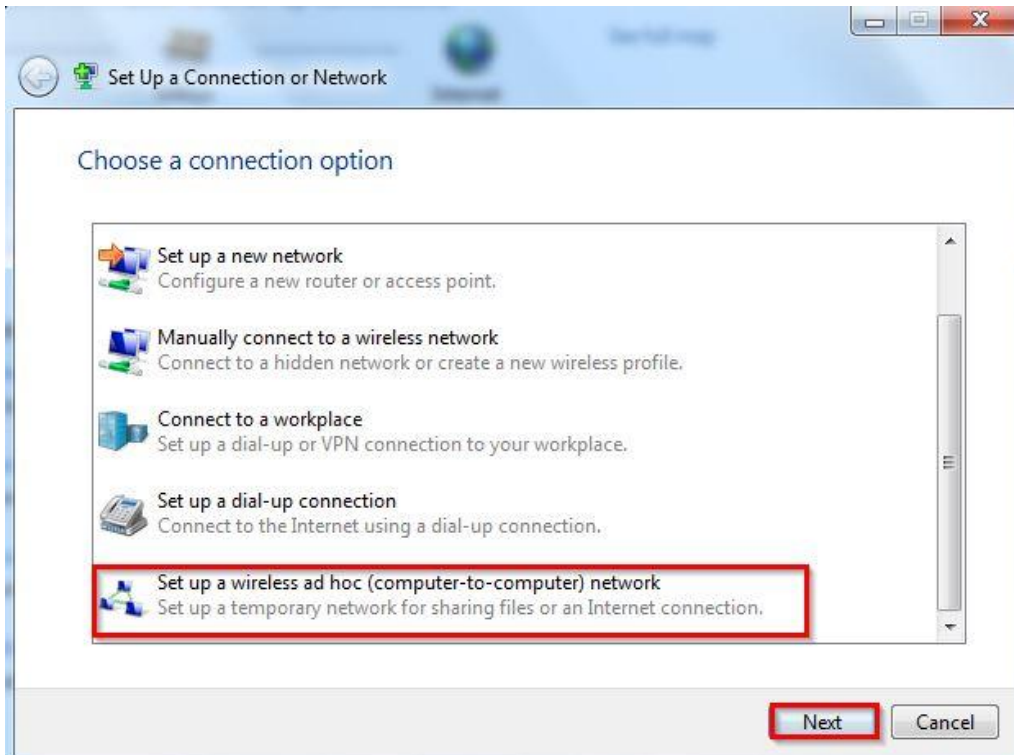 Set Up a Connection or Network
Choose a connection option
Set up a new network
Configure a new router or access point.
Manually connect to a wireless network
Connect to a hidden network or create a new wireless profile.
Connect to a workplace
Set up a dial-up or VPN connection to your workplace.
Set up a dial-up connection
Connect to the Internet using a dial-up connection.
Set up a wireless ad hoc (computer-to-computer) network
Set up a temporary network for sharing files or an Internet connection.
Next
Cancel